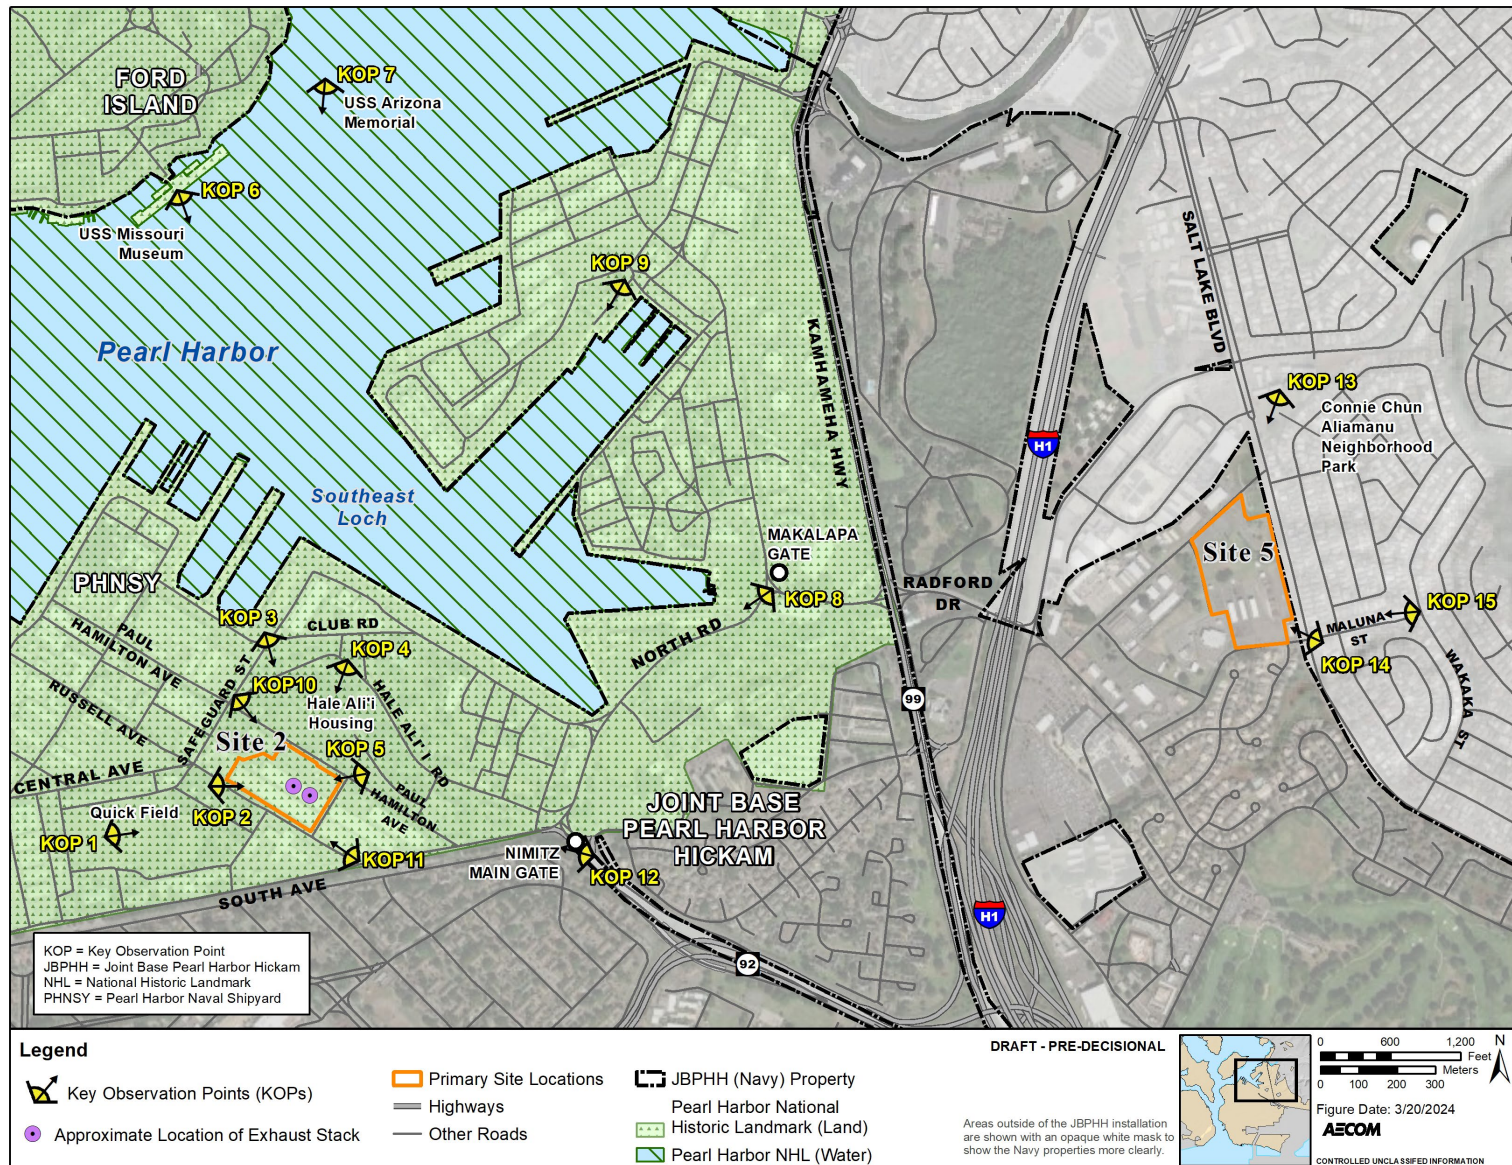 FORD
ISLAND
KOP 7
USS Arizona
Memorial
KOP 6
USS Missouri
Museum
KOP 9
Pearl Harbor
Southeast
Loch
SALT LAKE BLVD
KAMHAMEHA HWY
H1
KOP 13
Connie Chun
Aliamanu
Neighborhood
Park
Site 5
MAKALAPA
GATE
KOP 8
RADFORD
DR
PHNSY
KOP 3
CLUB RD
NORTH RD
PAUL
HAMILTON AVE
KOP 4
KOP 15
MALUNA
ST
KOP 14
WAKAKA
ST
RUSSELL AVE
SAFEGUARD ST
KOP10
Hale Ali'i
Housing
HALE ALI' I RD
99
Site 2
KOP 5
CENTRAL AVE
Quick Field
KOP 2
PAUL
HAMILTON
AVE
KOP 1
JOINT BASE
PEARL HARBOR
HICKAM
KOP11
NIMITZ
MAIN GATE
KOP 12
SOUTH AVE
H1
92
KOP = Key Observation Point
JBPHH = Joint Base Pearl Harbor Hickam
NHL = National Historic Landmark
PHNSY = Pearl Harbor Naval Shipyard
Legend
Key Observation Points (KOPs)
Approximate Location of Exhaust Stack
Primary Site Locations
Highways
Other Roads
JBPHH (Navy) Property
Pearl Harbor National
Historic Landmark (Land)
Pearl Harbor NHL (Water)
DRAFT - PRE-DECISIONAL
Areas outside of the JBPHH installation
are shown with an opaque white mask to
show the Navy properties more clearly.
0 600 1,200
Feet
Meters
0 100 200 300
N
Figure Date: 3/20/2024
AECOM
CONTROLLED UNCLASSIFED INFORMATION